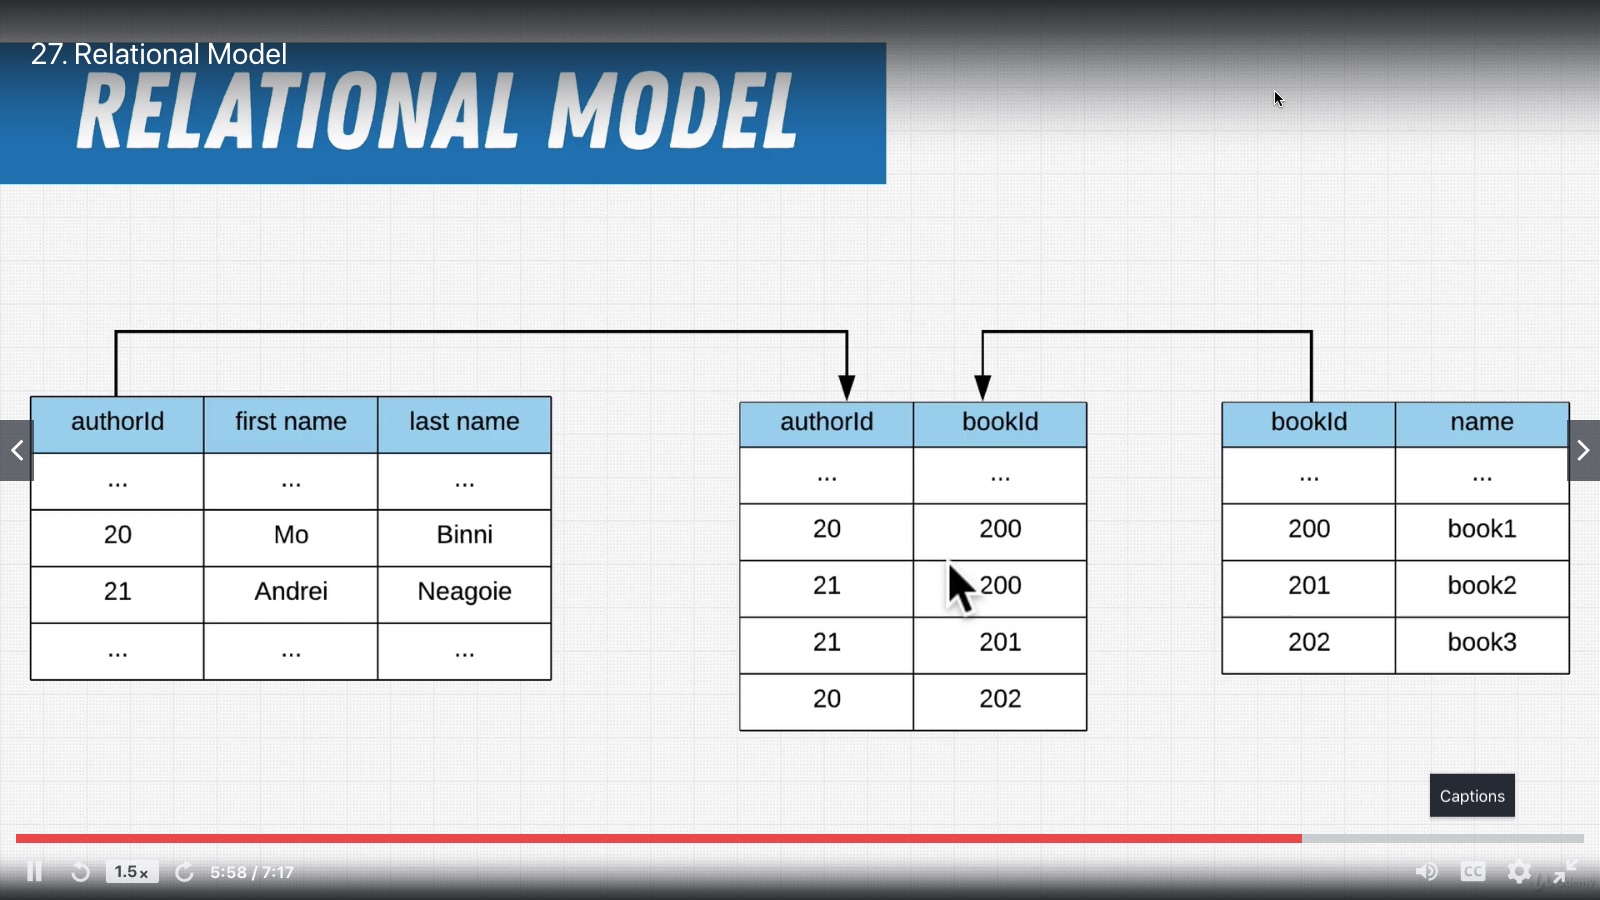 27. Relational Model
RELATIONAL MODEL
authorId first name last name
... ... ...
20 Mo Binni
21 Andrei Neagoie
... ... ...
authorId bookId
... ...
20 200
21 200
21 201
20 202
bookId name
... ...
200 book1
201 book2
202 book3
Captions
1.5x 5:58 / 7:17
CC
Udemy